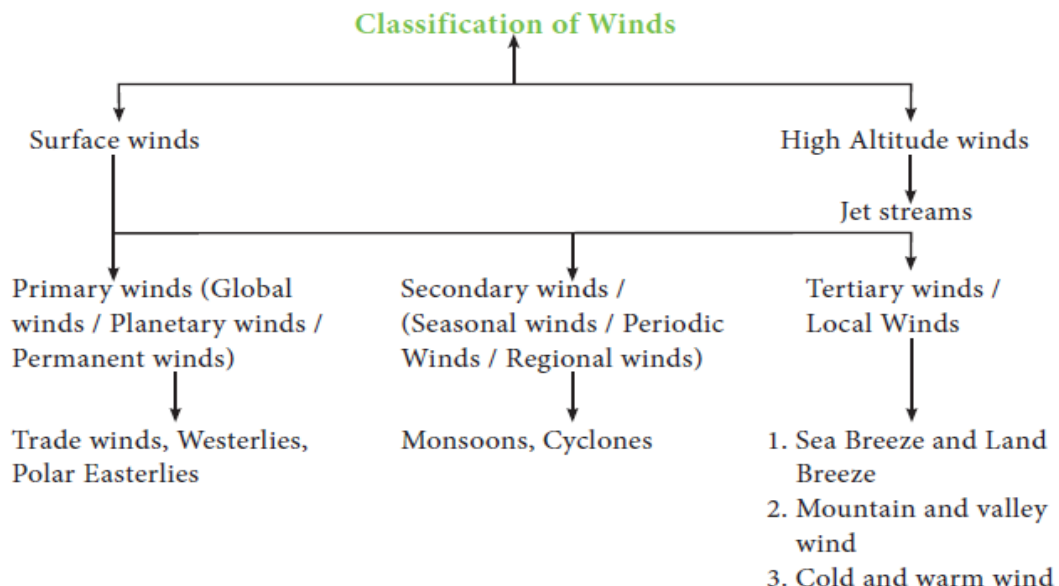 Classification of Winds
Surface winds
High Altitude winds
Jet streams
Primary winds (Global
winds / Planetary winds /
Permanent winds)
Secondary winds /
(Seasonal winds / Periodic
Winds / Regional winds)
Tertiary winds /
Local Winds
Trade winds, Westerlies,
Polar Easterlies
Monsoons, Cyclones
1. Sea Breeze and Land
Breeze
2. Mountain and valley
wind
3. Cold and warm wind